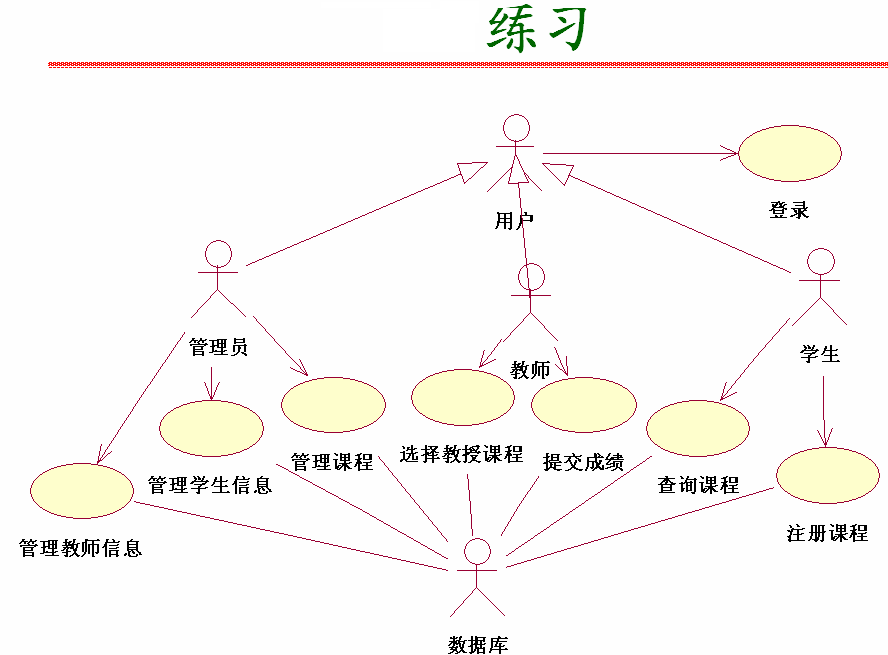 练习
用户
登录
管理员
教师
学生
管理课程
选择教授课程
提交成绩
管理学生信息
查询课程
管理教师信息
注册课程
数据库